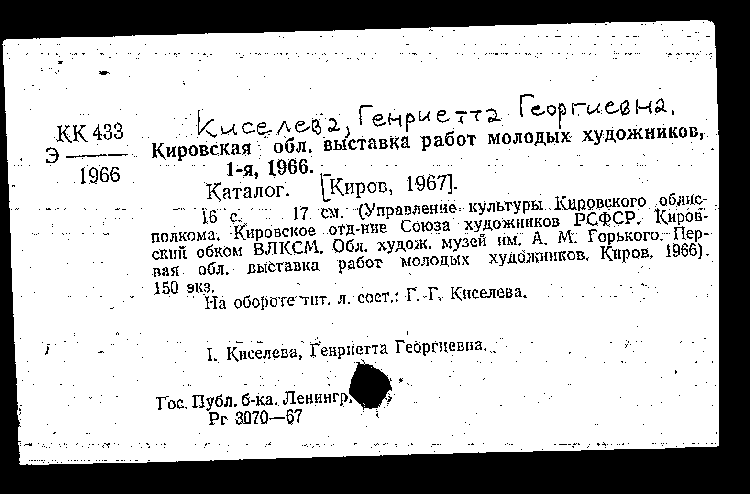 Киселева, Генриетта Георгиевна.
КК 433
Э
1966
Кировская обл. выставка работ молодых художников,
1-я, 1966.
Каталог. [Киров, 1967].
16 с. 17 см. (Управление культуры Кировского облис-
полкома. Кировское отд-ние Союза художников РСФСР. Киров-
ский обком ВЛКСМ. Обл. худож. музей им. А. М. Горького. Пер-
вая обл. выставка работ молодых художников. Киров, 1966).
150 экз.
На обороте тит. л. сост.: Г. Г. Киселева.
I. Киселева, Генриетта Георгиевна.
Гос. Публ. б-ка. Ленингр
Рг 3070—67